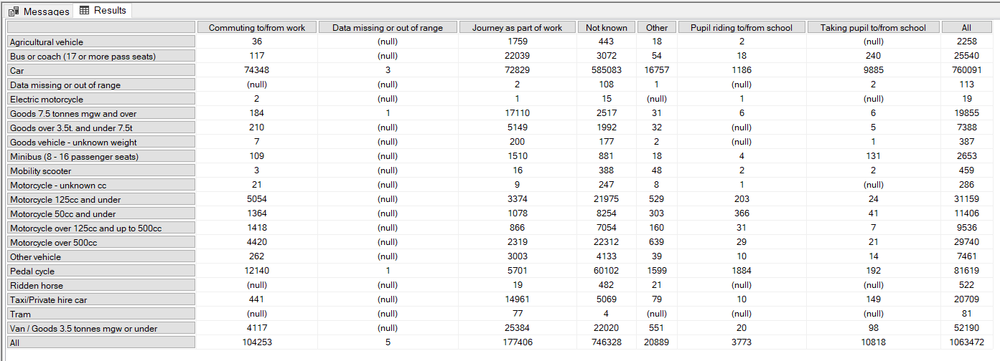 Messages Results
Commuting to/from work Data missing or out of range Journey as part of work Not known Other Pupil riding to/from school Taking pupil to/from school All
Agricultural vehicle 36 (null) 1759 443 18 2 (null) 2258
Bus or coach (17 or more pass seats) 117 (null) 22039 3072 54 18 240 25540
Car 74348 3 72829 585083 16757 1186 9885 760091
Data missing or out of range (null) (null) 2 108 1 (null) 2 113
Electric motorcycle 2 (null) 1 15 (null) 1 (null) 19
Goods 7.5 tonnes mgw and over 184 1 17110 2517 31 6 6 19855
Goods over 3.5t. and under 7.5t 210 (null) 5149 1992 32 (null) 5 7388
Goods vehicle - unknown weight 7 (null) 200 177 2 (null) 1 387
Minibus (8 - 16 passenger seats) 109 (null) 1510 881 18 4 131 2653
Mobility scooter 3 (null) 16 388 48 2 2 459
Motorcycle - unknown cc 21 (null) 9 247 8 1 (null) 286
Motorcycle 125cc and under 5054 (null) 3374 21975 529 203 24 31159
Motorcycle 50cc and under 1364 (null) 1078 8254 303 366 41 11406
Motorcycle over 125cc and up to 500cc 1418 (null) 866 7054 160 31 7 9536
Motorcycle over 500cc 4420 (null) 2319 22312 639 29 21 29740
Other vehicle 262 (null) 3003 4133 39 10 14 7461
Pedal cycle 12140 1 5701 60102 1599 1884 192 81619
Ridden horse (null) (null) 19 482 21 (null) (null) 522
Taxi/Private hire car 441 (null) 14961 5069 79 10 149 20709
Tram (null) (null) 77 4 (null) (null) (null) 81
Van / Goods 3.5 tonnes mgw or under 4117 (null) 25384 22020 551 20 98 52190
All 104253 5 177406 746328 20889 3773 10818 1063472